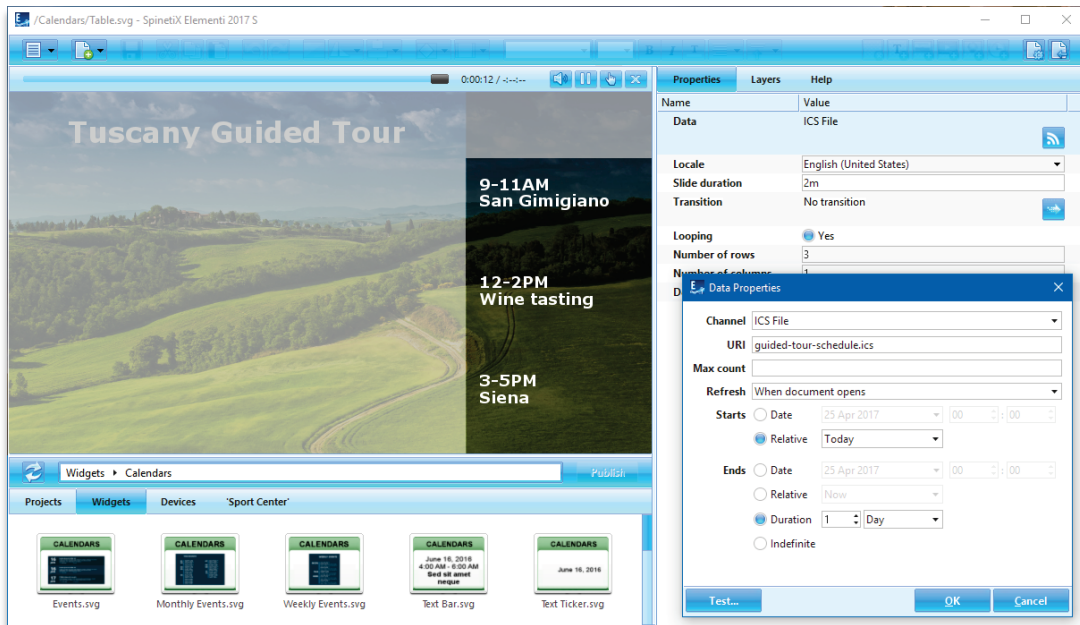 /Calendars/Table.svg - SpinetiX Elementi 2017 S
0:00:12 / -:--:--
Tuscany Guided Tour
9-11AM
San Gimigiano
12-2PM
Wine tasting
3-5PM
Siena
Properties Layers Help
Name Value
Data ICS File
Locale English (United States)
Slide duration 2m
Transition No transition
Looping Yes
Number of rows 3
Number of columns 1
Data Properties
Channel ICS File
URI guided-tour-schedule.ics
Max count
Refresh When document opens
Starts Date 25 Apr 2017 00 : 00
Relative Today
Ends Date 25 Apr 2017 00 : 00
Relative Now
Duration 1 Day
Indefinite
Test... OK Cancel
Widgets Calendars Publish
Projects Widgets Devices 'Sport Center'
CALENDARS
Events.svg
CALENDARS
Monthly Events.svg
CALENDARS
Weekly Events.svg
CALENDARS
June 16, 2016
4:00 AM - 6:00 AM
Sed sit amet
neque
Text Bar.svg
CALENDARS
June 16, 2016
Text Ticker.svg